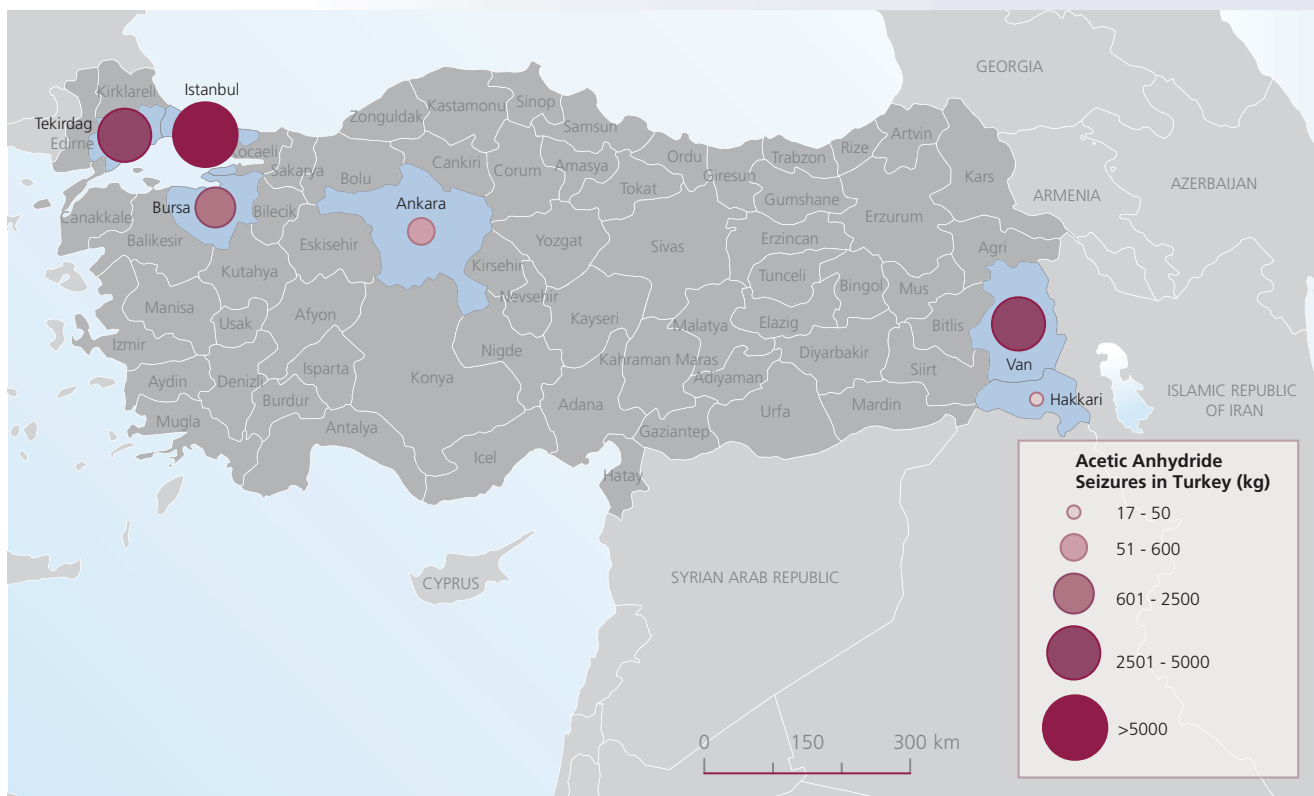 GEORGIA
Istanbul
Kirklareli
Sinop
Kastamonu
Zonguldak
Tekirdag
Samsun
Edirne
Artvin
Rize
Kocaeli
Ordu
Trabzon
Cankiri
Amasya
Sakarya
Corum
Bolu
Giresun
Kars
AZERBAIJAN
Tokat
ARMENIA
Gumshane
Ankara
Bursa
Bilecik
Erzurum
Canakkale
Balikesir
Eskisehir
Yozgat
Erzincan
Sivas
Agri
Kirsehir
Kutahya
Tunceli
Bingol
Mus
Nevsehir
Manisa
Afyon
Kayseri
Usak
Malatya
Elazig
Bitlis
Izmir
Nigde
Diyarbakir
Kahraman Maras
Van
Isparta
Siirt
Konya
Adiyaman
Aydin
Denizli
ISLAMIC REPUBLIC
OF IRAN
Burdur
Hakkari
Adana
Urfa
Mardin
Mugla
Antalya
Gaziantep
Icel
Hatay
CYPRUS
SYRIAN ARAB REPUBLIC
Acetic Anhydride
Seizures in Turkey (kg)
17 - 50
51 - 600
601 - 2500
2501 - 5000
>5000
0 150 300 km